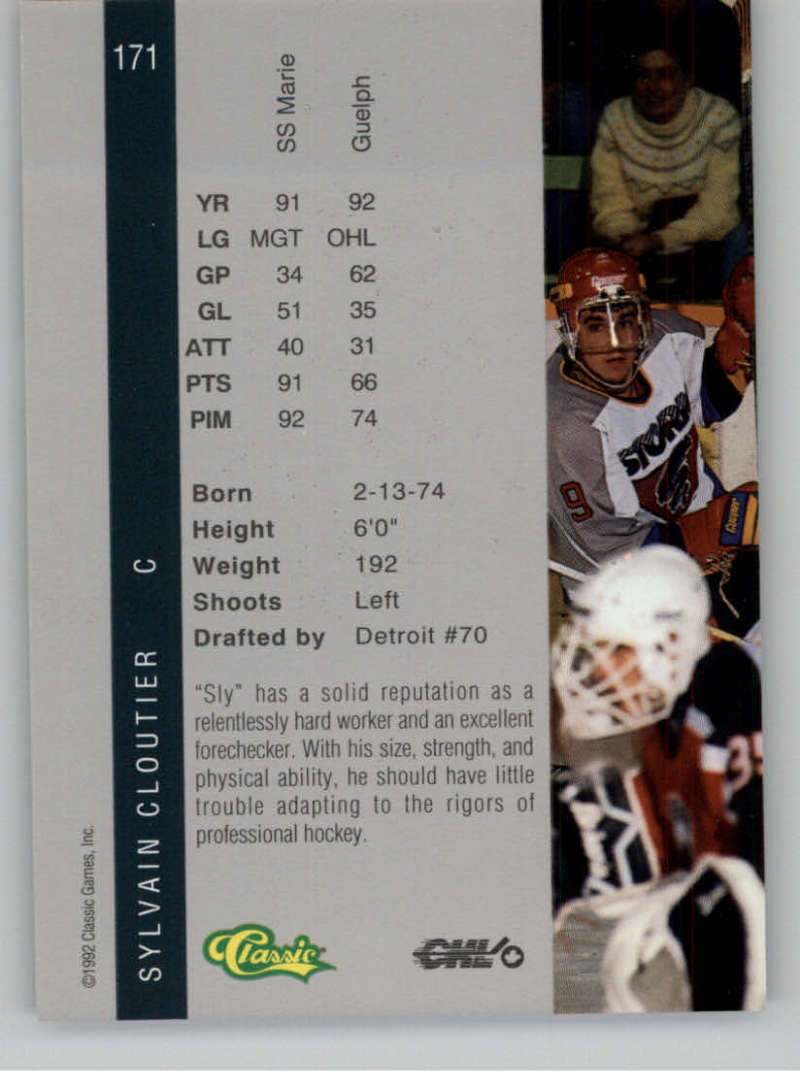 171
SS Marie Guelph
YR 91 92
LG MGT OHL
GP 34 62
GL 51 35
ATT 40 31
PTS 91 66
PIM 92 74
Born 2-13-74
Height 6'0"
Weight 192
Shoots Left
Drafted by Detroit #70
"Sly" has a solid reputation as a
relentlessly hard worker and an excellent
forechecker. With his size, strength, and
physical ability, he should have little
trouble adapting to the rigors of
professional hockey.
SYLVAIN CLOUTIER C
©1992 Classic Games, Inc.
Classic
CHL
STORM
9
35